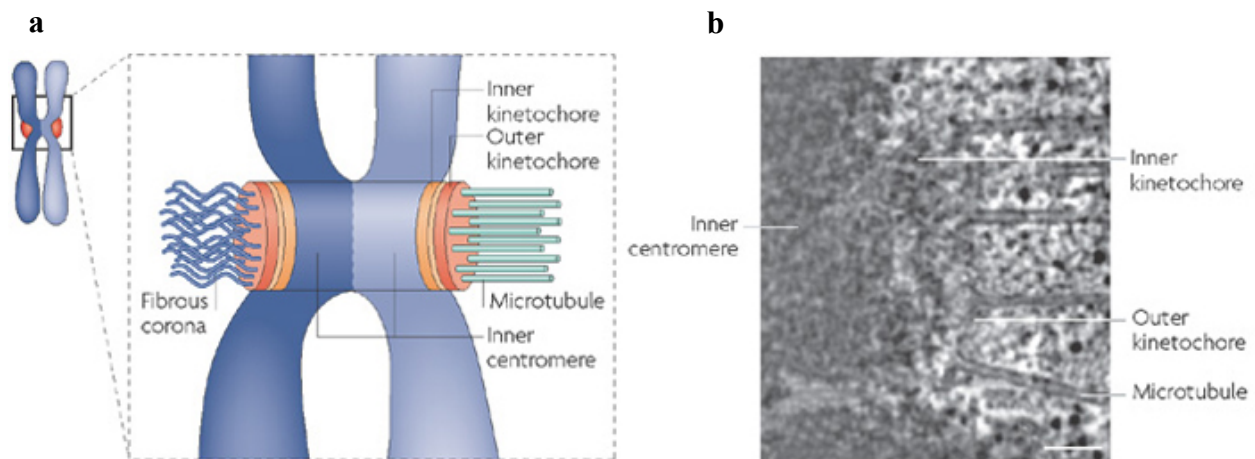 a
Inner
kinetochore
Outer
kinetochore
Fibrous
corona
Microtubule
Inner
centromere
b
Inner
kinetochore
Inner
centromere
Outer
kinetochore
Microtubule